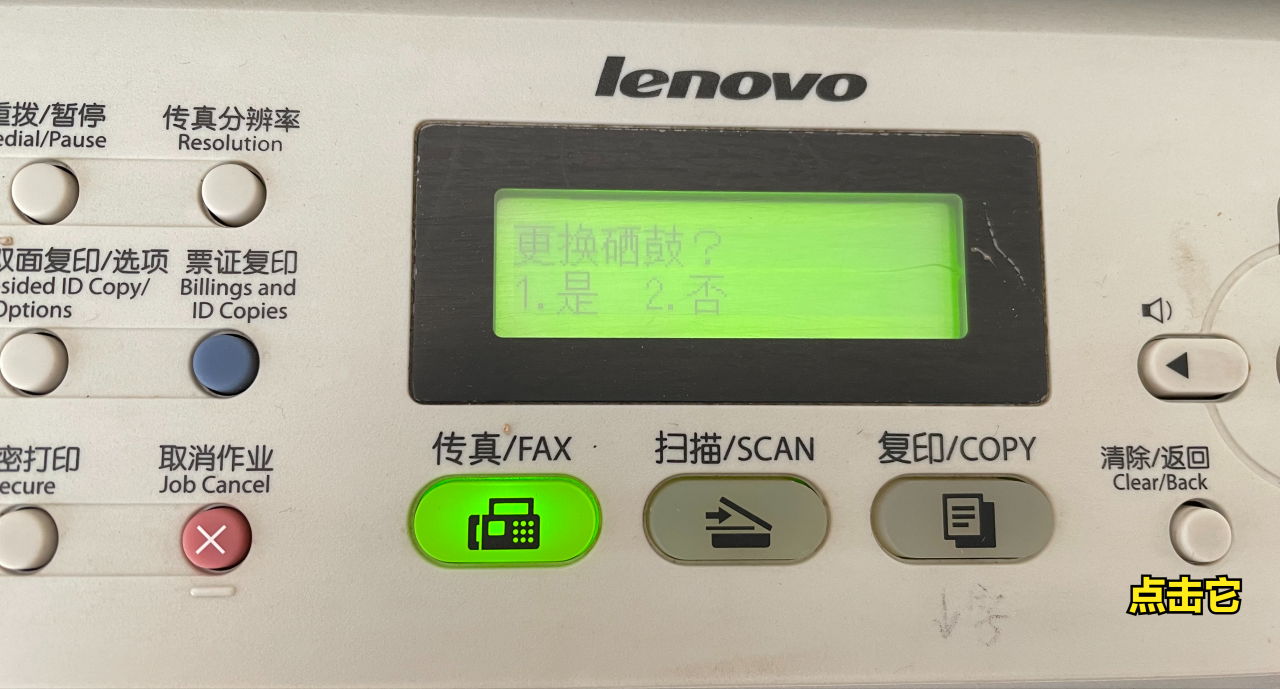 lenovo
重拨/暂停
edial/Pause
传真分辨率
Resolution
更换硒鼓？
1.是 2.否
双面复印/选项
sided ID Copy/
Options
票证复印
Billings and
ID Copies
传真/FAX
扫描/SCAN
复印/COPY
清除/返回
Clear/Back
密打印
ecure
取消作业
Job Cancel
点击它